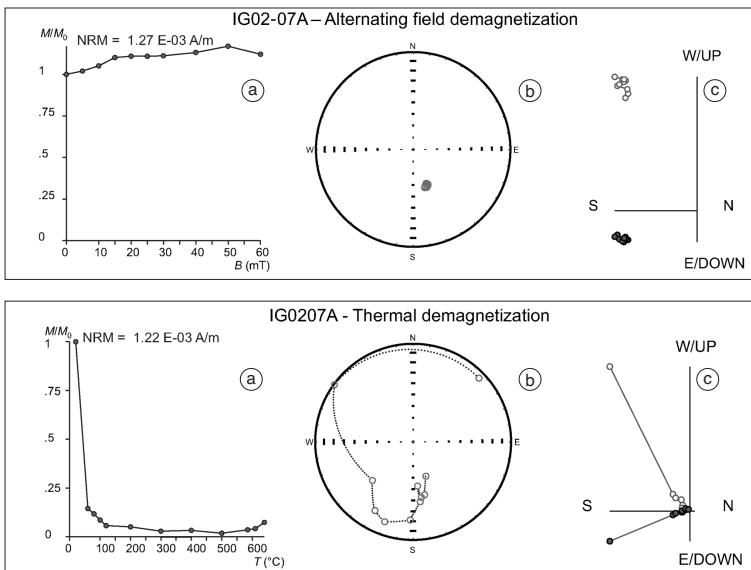 IG02-07A – Alternating field demagnetization
M/M0 NRM = 1.27 E-03 A/m
1
.75
.5
.25
0
0 10 20 30 40 50 60
B (mT)
a
N
W E
S
b
W/UP
c
S N
E/DOWN
IG0207A - Thermal demagnetization
M/M0 NRM = 1.22 E-03 A/m
1
.75
.5
.25
0
0 100 200 300 400 500 600
T (°C)
a
N
W E
S
b
W/UP
c
S N
E/DOWN